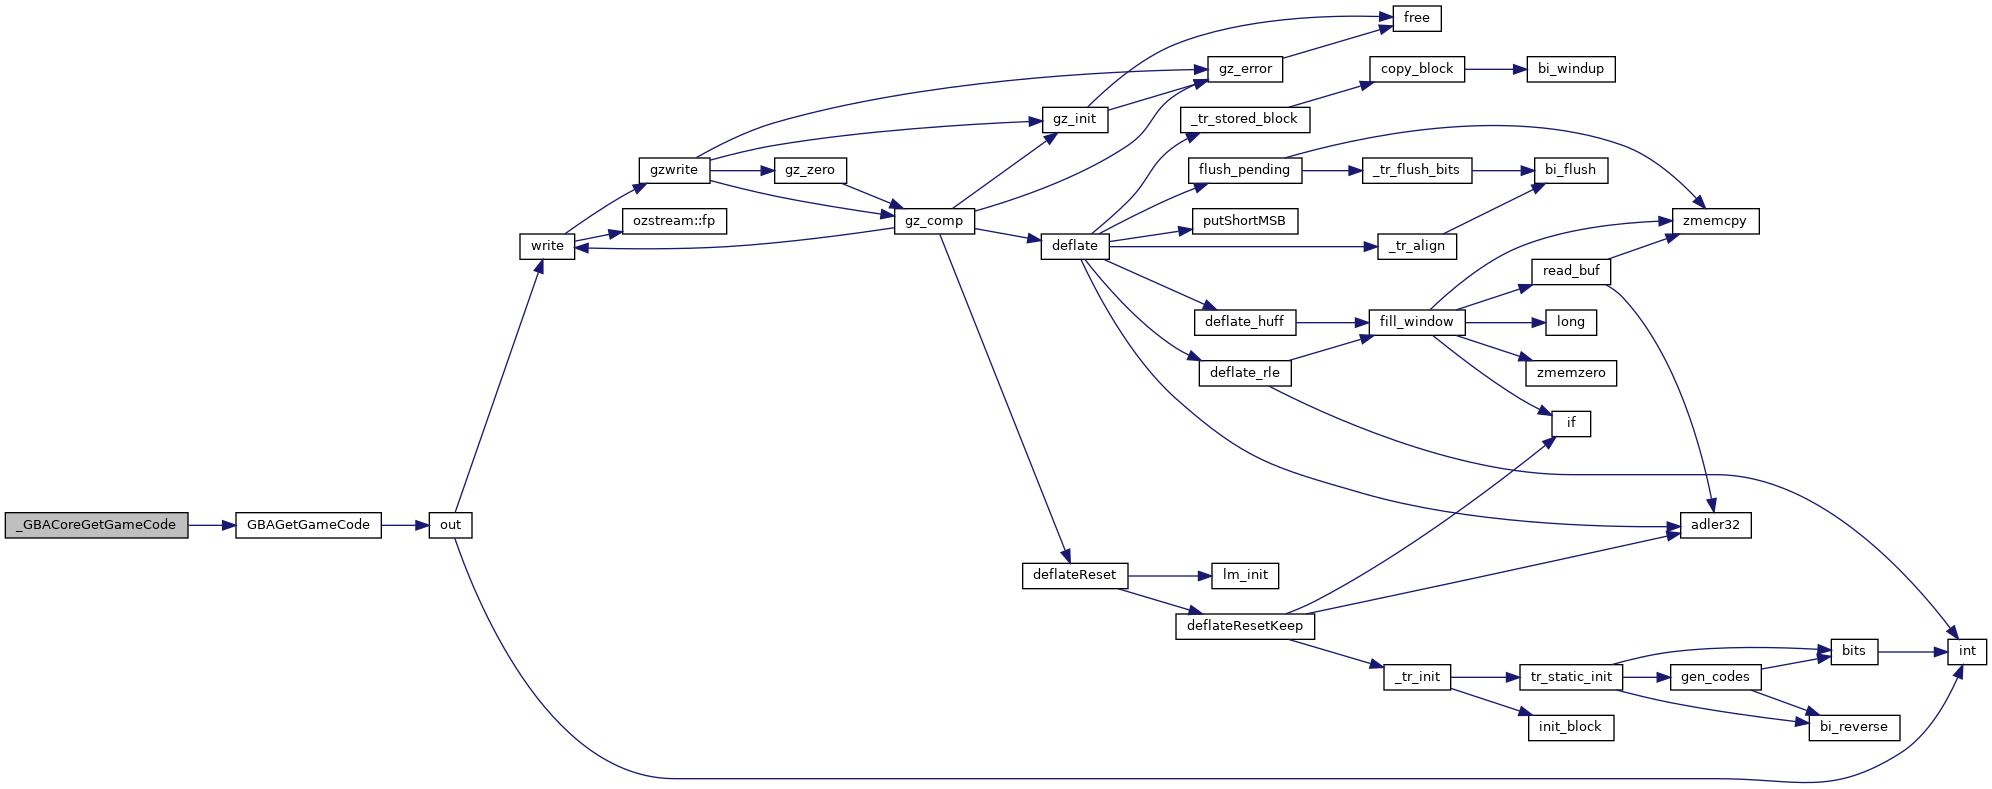 free
gz_error
copy_block
bi_windup
gz_init
_tr_stored_block
gzwrite
gz_zero
flush_pending
_tr_flush_bits
bi_flush
ozstream::fp
gz_comp
putShortMSB
zmemcpy
write
deflate
_tr_align
read_buf
deflate_huff
fill_window
long
deflate_rle
zmemzero
if
_GBACoreGetGameCode
GBAGetGameCode
out
adler32
deflateReset
lm_init
deflateResetKeep
bits
int
_tr_init
tr_static_init
gen_codes
init_block
bi_reverse